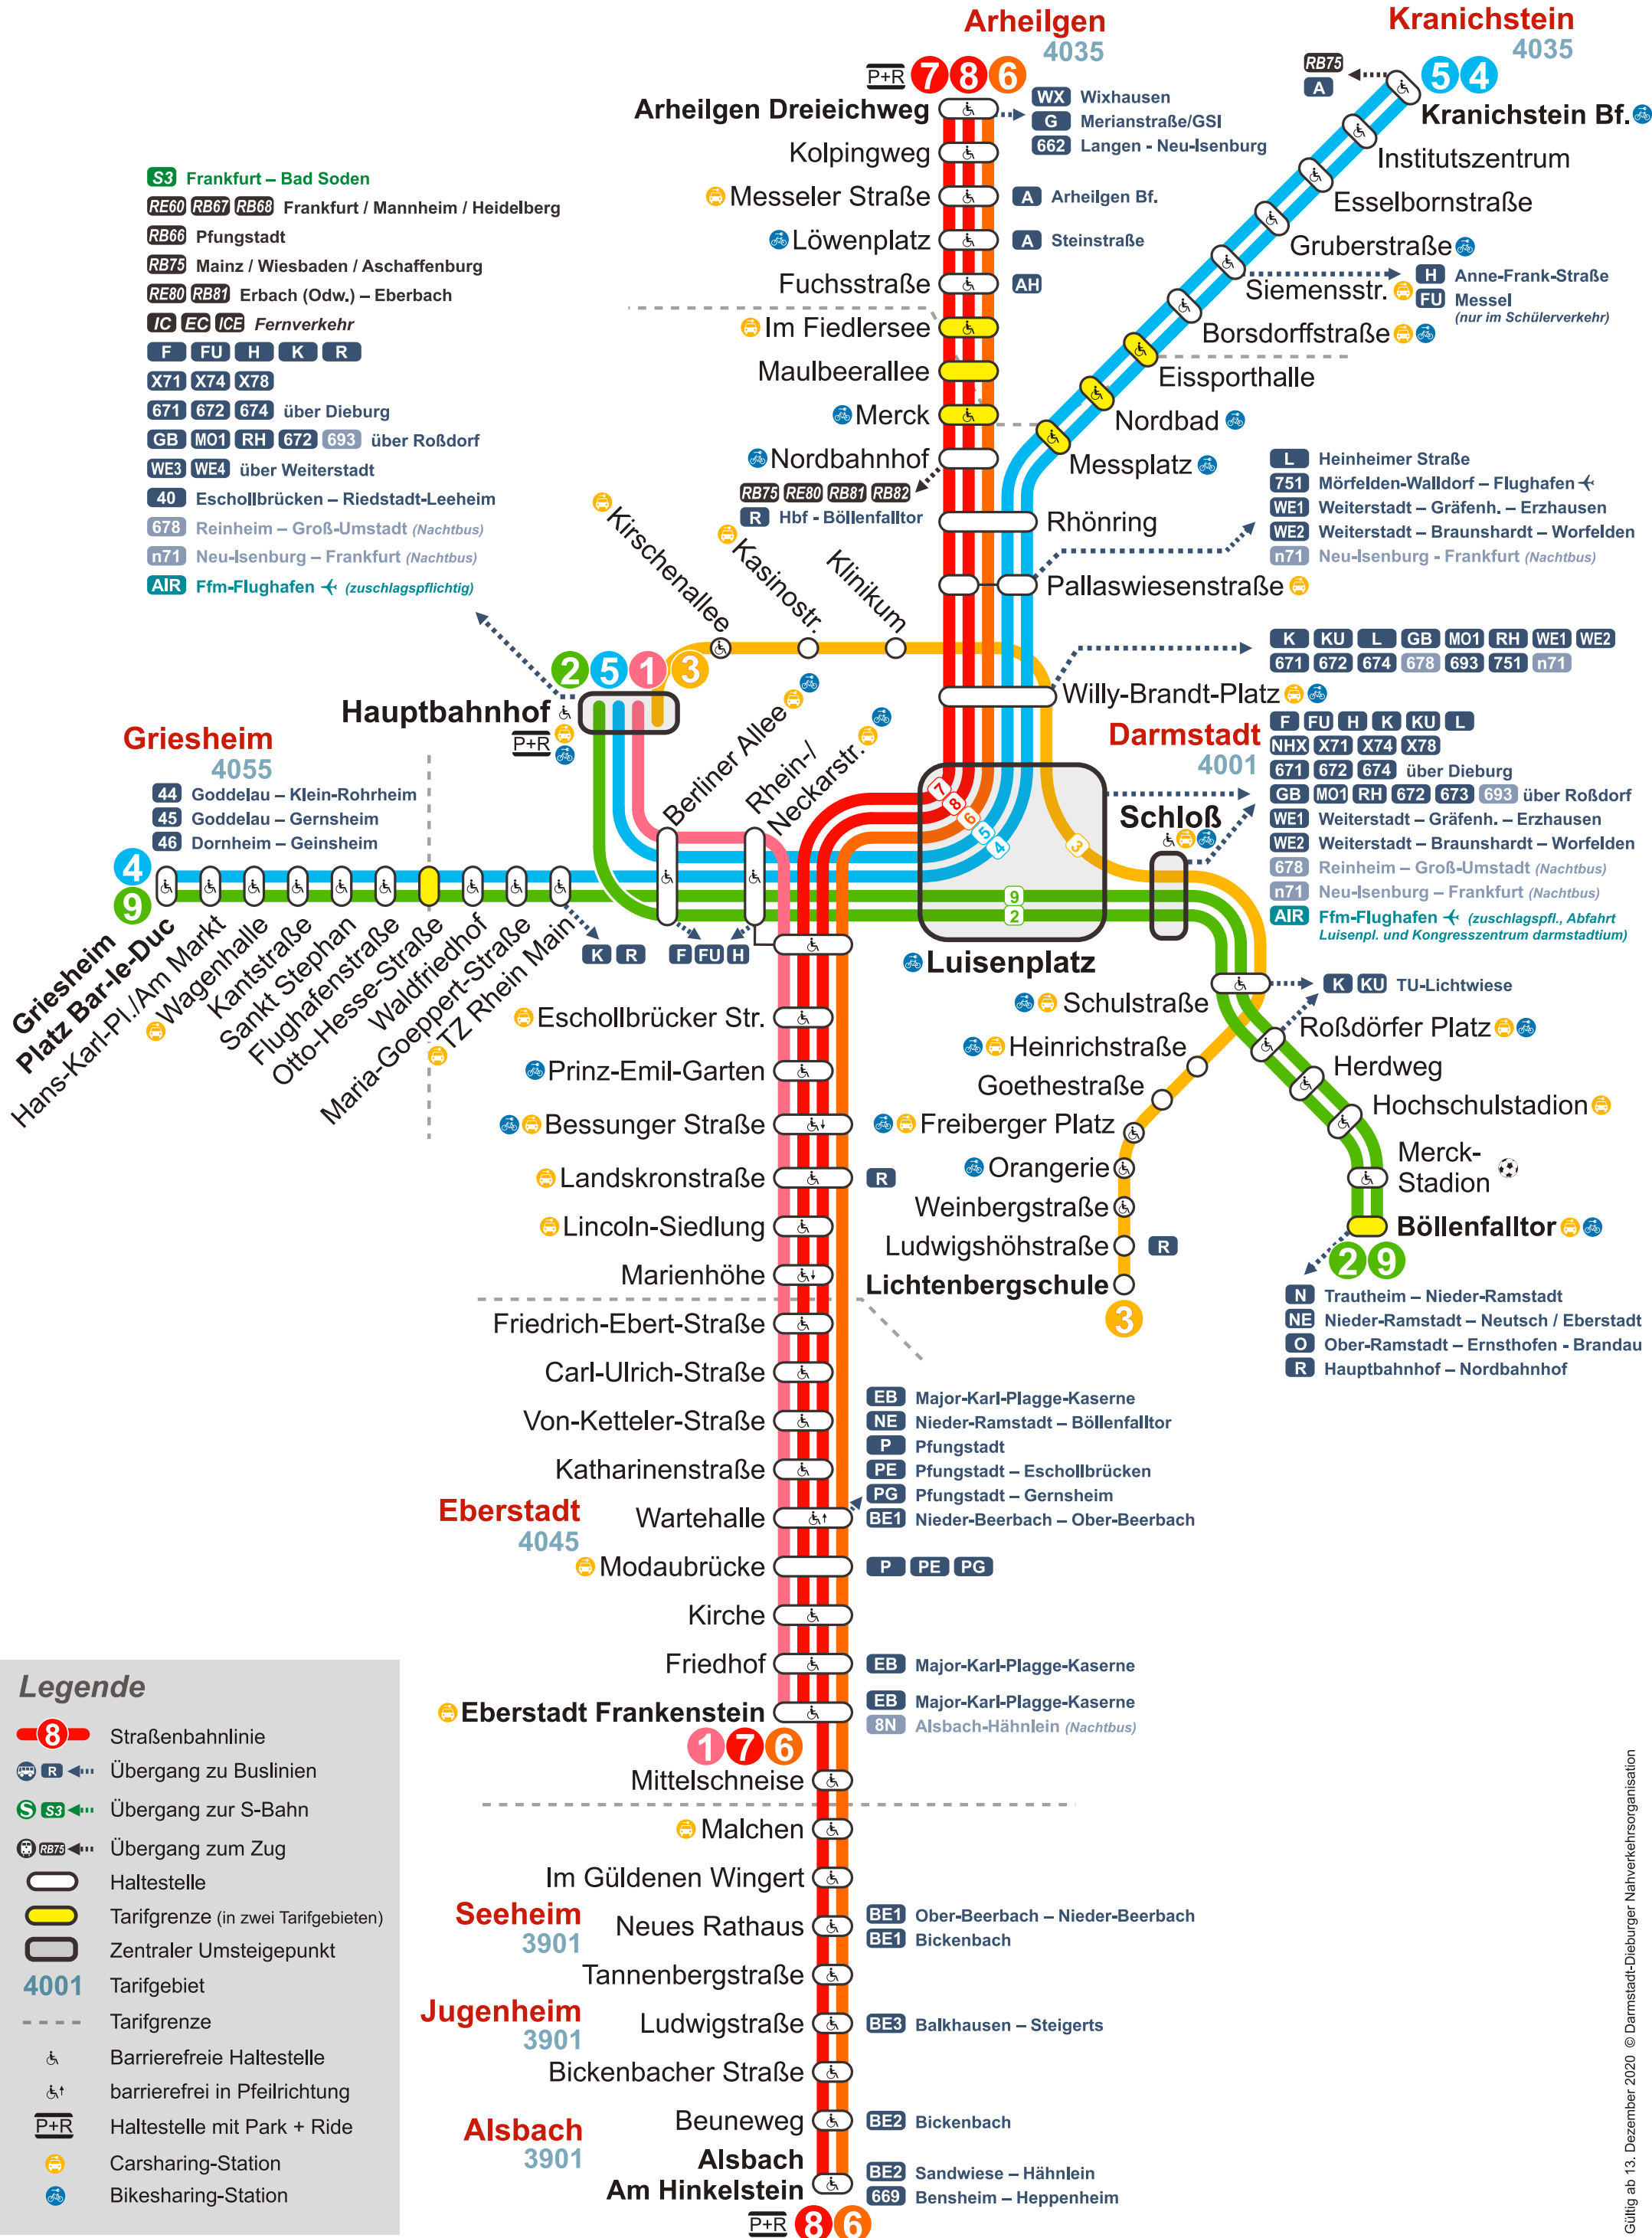 Arheilgen
4035
P+R 7 8 6
Arheilgen Dreieichweg
WX Wixhausen
G Merianstraße/GSI
662 Langen - Neu-Isenburg
Kolpingweg
Messeler Straße
A Arheilgen Bf.
Löwenplatz
A Steinstraße
Fuchsstraße
AH
Im Fiedlersee
Maulbeerallee
Merck
Nordbahnhof
RB75 RE80 RB81 RB82
R Hbf - Böllenfalltor
Kranichstein
4035
RB75
A
5 4
Kranichstein Bf.
Institutszentrum
Esselbornstraße
Gruberstraße
Siemensstr.
H Anne-Frank-Straße
FU Messel
(nur im Schülerverkehr)
Borsdorffstraße
Eissporthalle
Nordbad
Messplatz
Rhönring
Pallaswiesenstraße
L Heinheimer Straße
751 Mörfelden-Walldorf – Flughafen
WE1 Weiterstadt – Gräfenh. – Erzhausen
WE2 Weiterstadt – Braunshardt – Worfelden
n71 Neu-Isenburg - Frankfurt (Nachtbus)
S3 Frankfurt – Bad Soden
RE60 RB67 RB68 Frankfurt / Mannheim / Heidelberg
RB66 Pfungstadt
RB75 Mainz / Wiesbaden / Aschaffenburg
RE80 RB81 Erbach (Odw.) – Eberbach
IC EC ICE Fernverkehr
F FU H K R
X71 X74 X78
671 672 674 über Dieburg
GB MO1 RH 672 693 über Roßdorf
WE3 WE4 über Weiterstadt
40 Eschollbrücken – Riedstadt-Leeheim
678 Reinheim – Groß-Umstadt (Nachtbus)
n71 Neu-Isenburg – Frankfurt (Nachtbus)
AIR Ffm-Flughafen (zuschlagspflichtig)
Kirschenallee
Kasinostr.
Klinikum
2 5 1 3
Hauptbahnhof
P+R
Willy-Brandt-Platz
K KU L GB MO1 RH WE1 WE2
671 672 674 678 693 751 n71
Darmstadt
4001
F FU H K KU L
NHX X71 X74 X78
671 672 674 über Dieburg
GB MO1 RH 672 673 693 über Roßdorf
WE1 Weiterstadt – Gräfenh. – Erzhausen
WE2 Weiterstadt – Braunshardt – Worfelden
678 Reinheim – Groß-Umstadt (Nachtbus)
n71 Neu-Isenburg – Frankfurt (Nachtbus)
AIR Ffm-Flughafen (zuschlagspfl., Abfahrt
Luisenpl. und Kongresszentrum darmstadtium)
Griesheim
4055
44 Goddelau – Klein-Rohrheim
45 Goddelau – Gernsheim
46 Dornheim – Geinsheim
4
9
Griesheim
Platz Bar-le-Duc
Hans-Karl-Pl./Am Markt
Wagenhalle
Kantstraße
Sankt Stephan
Flughafenstraße
Otto-Hesse-Straße
Waldfriedhof
Maria-Goeppert-Straße
TZ Rhein Main
K R
Berliner Allee
Rhein-/
Neckarstr.
F FU H
7
8
6
5
4
3
9
2
Luisenplatz
Schloß
Schulstraße
K KU TU-Lichtwiese
Roßdörfer Platz
Herdweg
Hochschulstadion
Merck-
Stadion
Böllenfalltor
2 9
N Trautheim – Nieder-Ramstadt
NE Nieder-Ramstadt – Neutsch / Eberstadt
O Ober-Ramstadt – Ernsthofen - Brandau
R Hauptbahnhof – Nordbahnhof
Heinrichstraße
Goethestraße
Freiberger Platz
Orangerie
Weinbergstraße
Ludwigshöhstraße
R
Lichtenbergschule
3
Eschollbrücker Str.
Prinz-Emil-Garten
Bessunger Straße
Landskronstraße
R
Lincoln-Siedlung
Marienhöhe
Friedrich-Ebert-Straße
Carl-Ulrich-Straße
Von-Ketteler-Straße
Katharinenstraße
Eberstadt
4045
Wartehalle
EB Major-Karl-Plagge-Kaserne
NE Nieder-Ramstadt – Böllenfalltor
P Pfungstadt
PE Pfungstadt – Eschollbrücken
PG Pfungstadt – Gernsheim
BE1 Nieder-Beerbach – Ober-Beerbach
Modaubrücke
P PE PG
Kirche
Friedhof
EB Major-Karl-Plagge-Kaserne
Eberstadt Frankenstein
EB Major-Karl-Plagge-Kaserne
8N Alsbach-Hähnlein (Nachtbus)
1 7 6
Mittelschneise
Malchen
Im Güldenen Wingert
Seeheim
3901
Neues Rathaus
BE1 Ober-Beerbach – Nieder-Beerbach
BE1 Bickenbach
Tannenbergstraße
Jugenheim
3901
Ludwigstraße
BE3 Balkhausen – Steigerts
Bickenbacher Straße
Beuneweg
BE2 Bickenbach
Alsbach
3901
Alsbach
Am Hinkelstein
BE2 Sandwiese – Hähnlein
669 Bensheim – Heppenheim
P+R 8 6
Legende
8 Straßenbahnlinie
R Übergang zu Buslinien
S S3 Übergang zur S-Bahn
RB75 Übergang zum Zug
Haltestelle
Tarifgrenze (in zwei Tarifgebieten)
Zentraler Umsteigepunkt
4001 Tarifgebiet
Tarifgrenze
Barrierefreie Haltestelle
barrierefrei in Pfeilrichtung
P+R Haltestelle mit Park + Ride
Carsharing-Station
Bikesharing-Station
Gültig ab 13. Dezember 2020 © Darmstadt-Dieburger Nahverkehrsorganisation